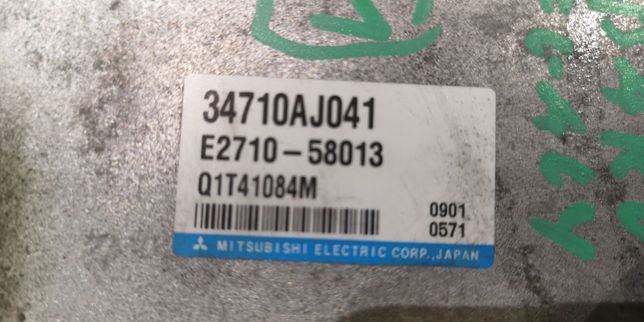 34710AJ041
E2710-58013
Q1T41084M
0901
0571
MITSUBISHI ELECTRIC CORP.,JAPAN